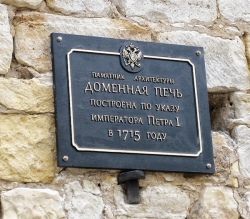 ПАМЯТНИК АРХИТЕКТУРЫ
ДОМЕННАЯ ПЕЧЬ
ПОСТРОЕНА ПО УКАЗУ
ИМПЕРАТОРА ПЕТРА I
В 1715 ГОДУ